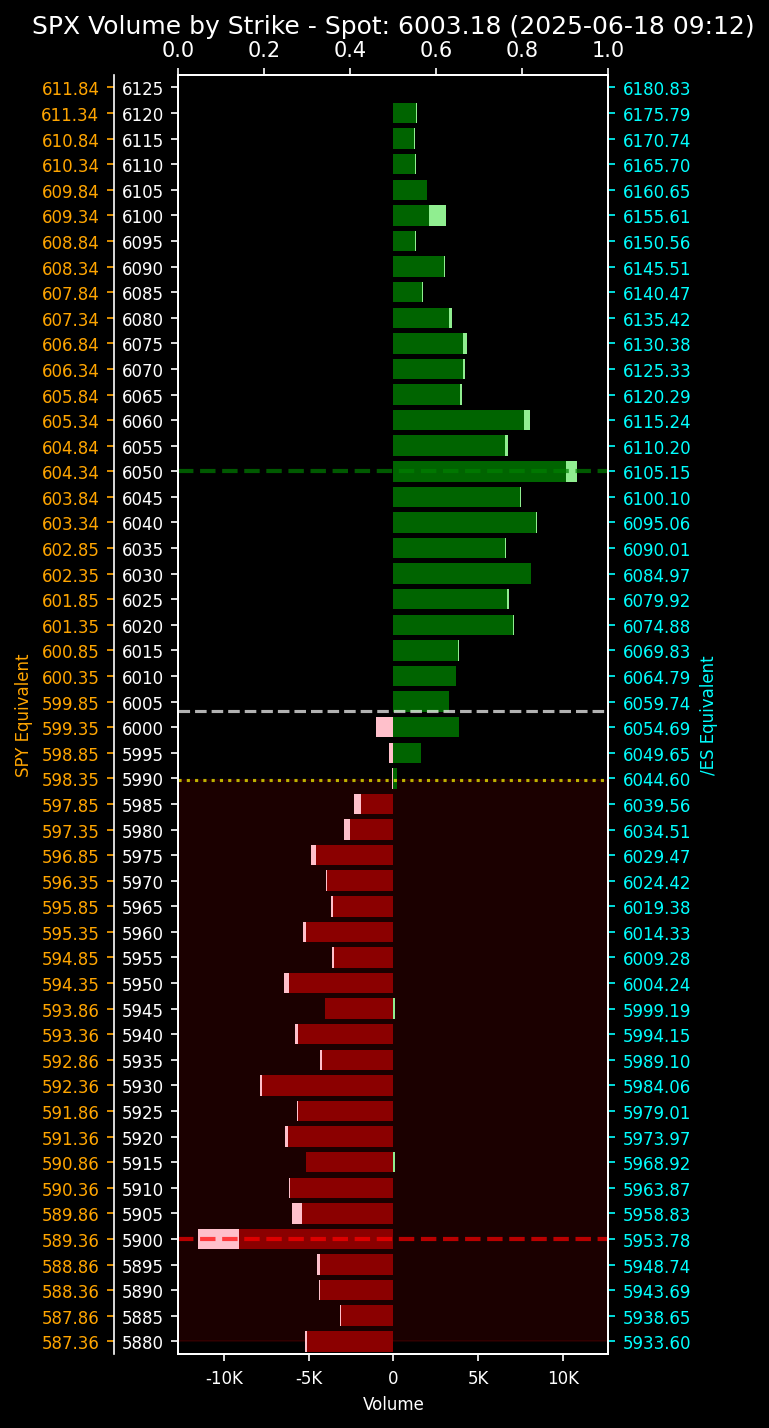 SPX Volume by Strike - Spot: 6003.18 (2025-06-18 09:12)
0.0 0.2 0.4 0.6 0.8 1.0
611.84 6125 6180.83
611.34 6120 6175.79
610.84 6115 6170.74
610.34 6110 6165.70
609.84 6105 6160.65
609.34 6100 6155.61
608.84 6095 6150.56
608.34 6090 6145.51
607.84 6085 6140.47
607.34 6080 6135.42
606.84 6075 6130.38
606.34 6070 6125.33
605.84 6065 6120.29
605.34 6060 6115.24
604.84 6055 6110.20
604.34 6050 6105.15
603.84 6045 6100.10
603.34 6040 6095.06
602.85 6035 6090.01
602.35 6030 6084.97
601.85 6025 6079.92
601.35 6020 6074.88
600.85 6015 6069.83
600.35 6010 6064.79
599.85 6005 6059.74
599.35 6000 6054.69
598.85 5995 6049.65
598.35 5990 6044.60
597.85 5985 6039.56
597.35 5980 6034.51
596.85 5975 6029.47
596.35 5970 6024.42
595.85 5965 6019.38
595.35 5960 6014.33
594.85 5955 6009.28
594.35 5950 6004.24
593.86 5945 5999.19
593.36 5940 5994.15
592.86 5935 5989.10
592.36 5930 5984.06
591.86 5925 5979.01
591.36 5920 5973.97
590.86 5915 5968.92
590.36 5910 5963.87
589.86 5905 5958.83
589.36 5900 5953.78
588.86 5895 5948.74
588.36 5890 5943.69
587.86 5885 5938.65
587.36 5880 5933.60
SPY Equivalent
/ES Equivalent
-10K -5K 0 5K 10K
Volume